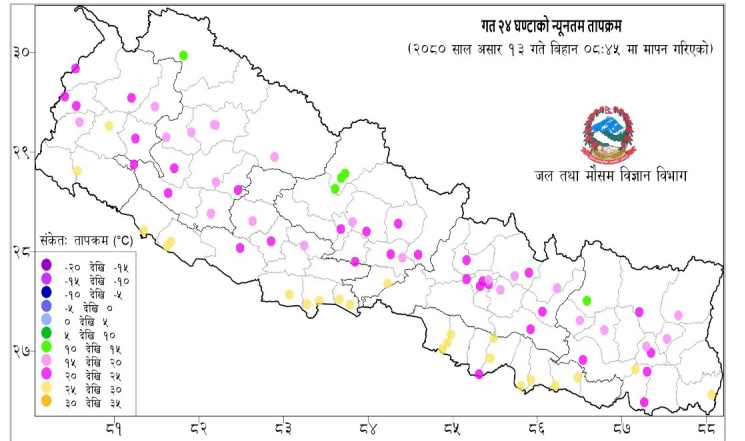 गत २४ घण्टाको न्यूनतम तापक्रम
(२०८० साल असार १३ गते बिहान ०८:४५ मा मापन गरिएको)
जल तथा मौसम विज्ञान विभाग
३०
२९
२८
२७
संकेतः तापक्रम (°C)
-२० देखि -१५
-१५ देखि -१०
-१० देखि -५
-५ देखि ०
० देखि ५
५ देखि १०
१० देखि १५
१५ देखि २०
२० देखि २५
२५ देखि ३०
३० देखि ३५
८१ ८२ ८३ ८४ ८५ ८६ ८७ ८८